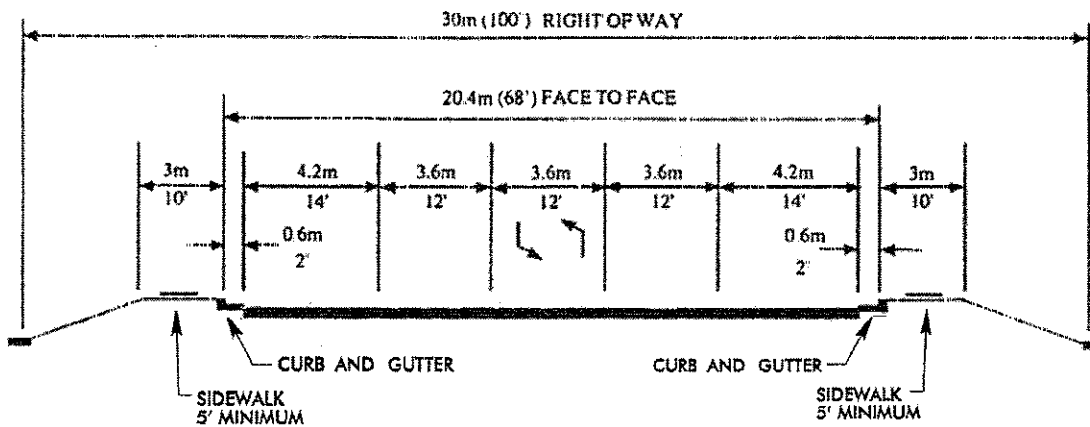 30m (100') RIGHT OF WAY
20.4m (68') FACE TO FACE
3m 4.2m 3.6m 3.6m 3.6m 4.2m 3m
10' 14' 12' 12' 12' 14' 10'
0.6m 0.6m
2" 2"
CURB AND GUTTER CURB AND GUTTER
SIDEWALK SIDEWALK
5' MINIMUM 5' MINIMUM